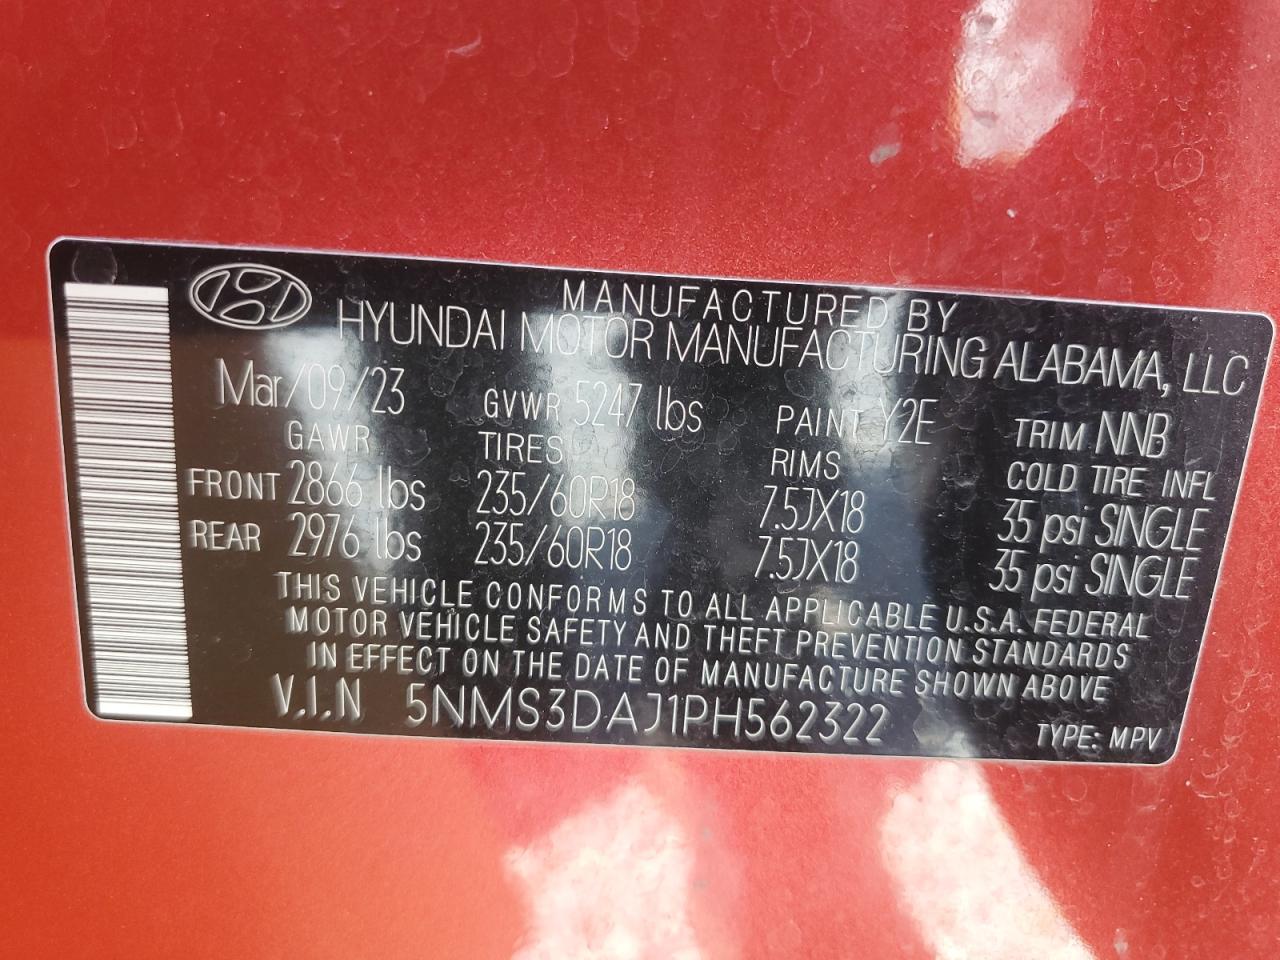 MANUFACTURED BY
HYUNDAI MOTOR MANUFACTURING ALABAMA, LLC
Mar/09/23 GVWR 5247 lbs PAINT Y2E TRIM NNB
GAWR TIRES RIMS COLD TIRE INFL
FRONT 2866 lbs 235/60R18 7.5JX18 35 psi SINGLE
REAR 2976 lbs 235/60R18 7.5JX18 35 psi SINGLE
THIS VEHICLE CONFORMS TO ALL APPLICABLE U.S.A. FEDERAL
MOTOR VEHICLE SAFETY AND THEFT PREVENTION STANDARDS
IN EFFECT ON THE DATE OF MANUFACTURE SHOWN ABOVE
V.I.N 5NMS3DAJ1PH562322 TYPE: MPV